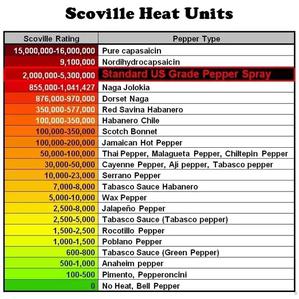 Scoville Heat Units
Scoville Rating Pepper Type
15,000,000-16,000,000 Pure capasaicin
9,100,000 Nordihydrocapsaicin
2,000,000-5,300,000 Standard US Grade Pepper Spray
855,000-1,041,427 Naga Jolokia
876,000-970,000 Dorset Naga
350,000-577,000 Red Savina Habanero
100,000-350,000 Habanero Chile
100,000-350,000 Scotch Bonnet
100,000-200,000 Jamaican Hot Pepper
50,000-100,000 Thai Pepper, Malagueta Pepper, Chiltepin Pepper
30,000-50,000 Cayenne Pepper, Aji pepper, Tabasco pepper
10,000-23,000 Serrano Pepper
7,000-8,000 Tabasco Sauce Habanero
5,000-10,000 Wax Pepper
2,500-8,000 Jalapeño Pepper
2,500-5,000 Tabasco Sauce (Tabasco pepper)
1,500-2,500 Rocotillo Pepper
1,000-1,500 Poblano Pepper
600-800 Tabasco Sauce (Green Pepper)
500-1,000 Anaheim pepper
100-500 Pimento, Pepperoncini
0 No Heat, Bell Pepper